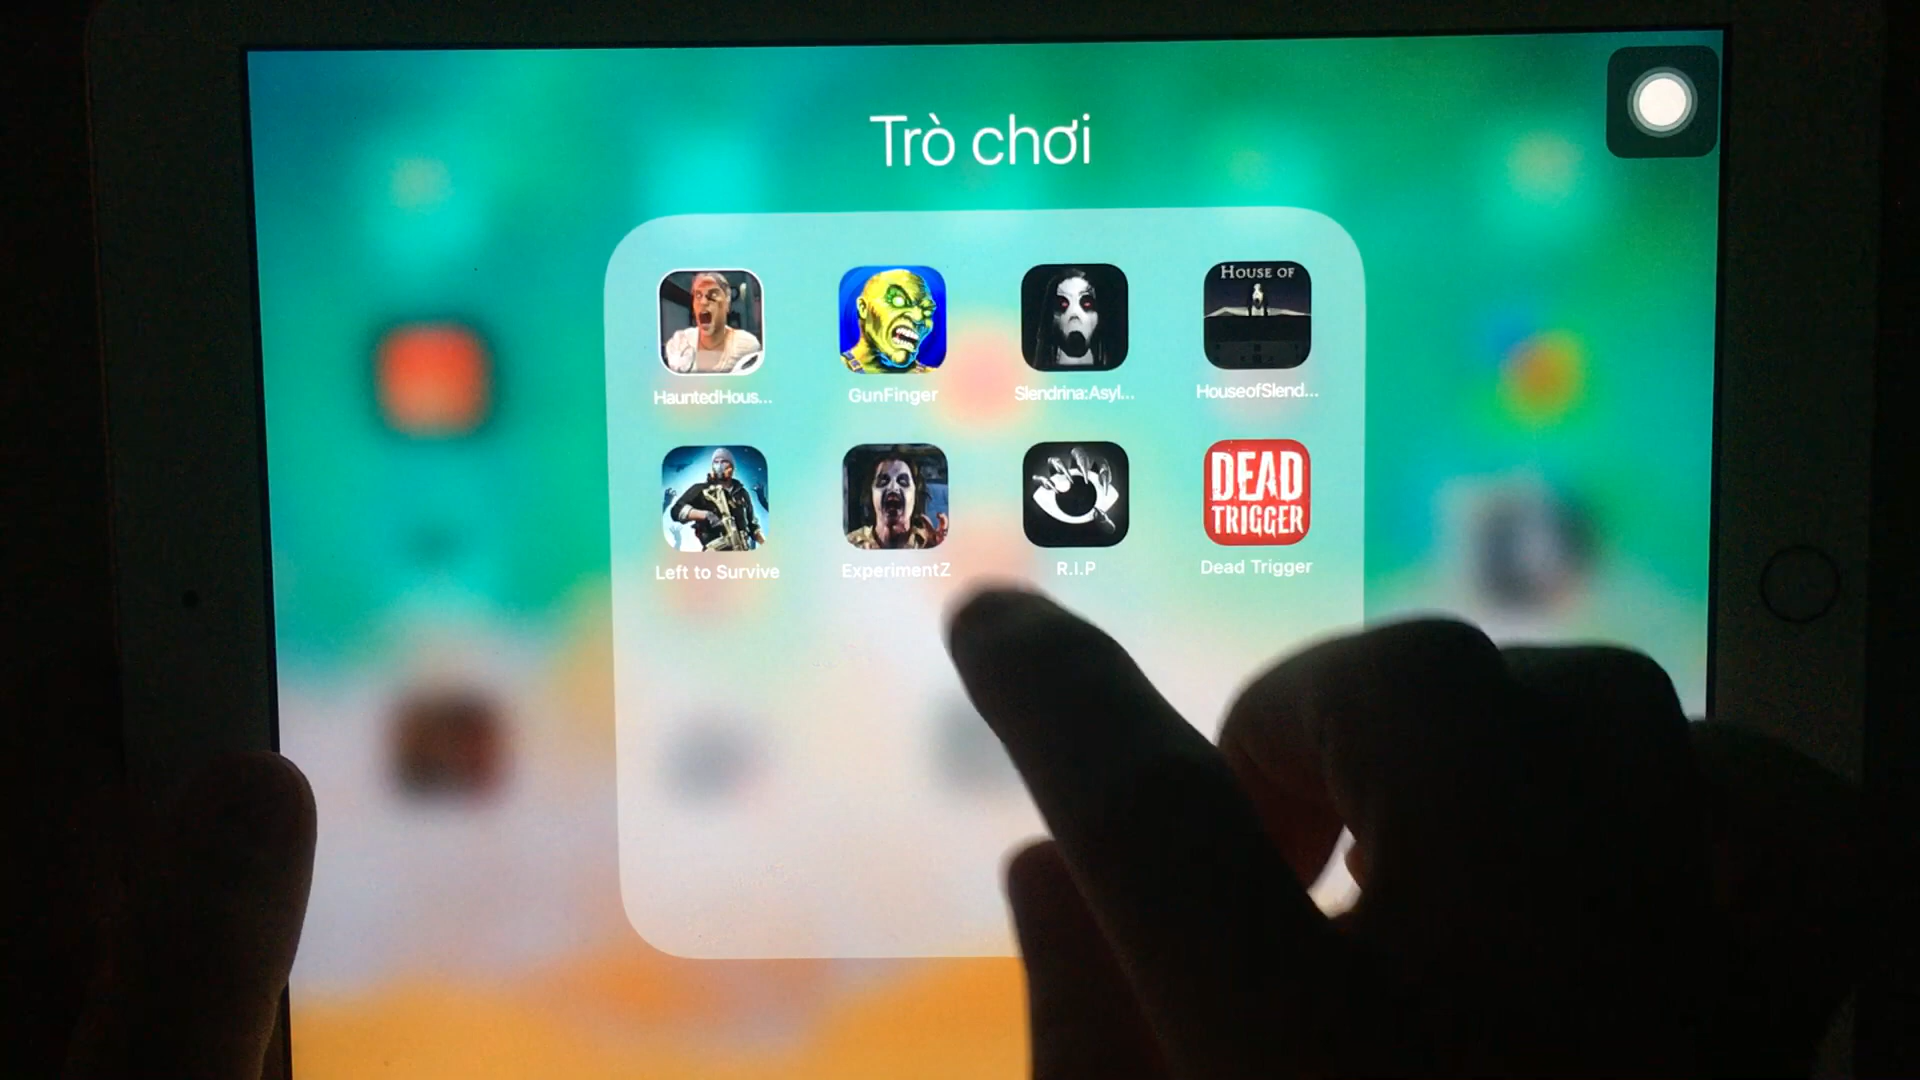 Trò chơi
HOUSE OF
HauntedHous...
GunFinger
Slendrina:Asyl...
HouseofSlend...
DEAD
TRIGGER
Left to Survive
ExperimentZ
R.I.P
Dead Trigger